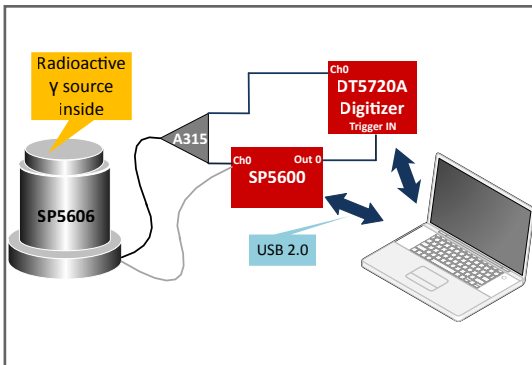 Radioactive
γ source
inside
SP5606
A315
Ch0
DT5720A
Digitizer
Trigger IN
Ch0
Out 0
SP5600
USB 2.0